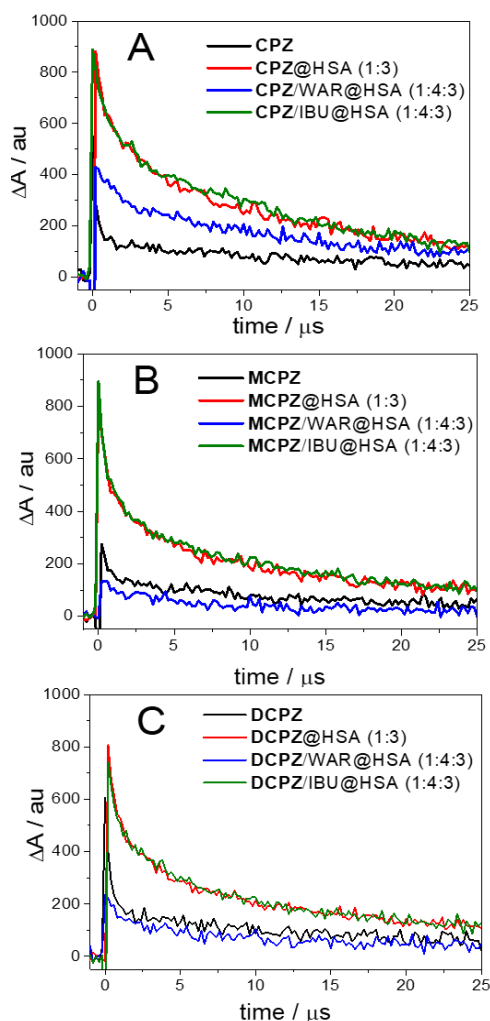 A
CPZ
CPZ@HSA (1:3)
CPZ/WAR@HSA (1:4:3)
CPZ/IBU@HSA (1:4:3)
1000
800
600
400
200
0
ΔA / au
0 5 10 15 20 25
time / μs
B
MCPZ
MCPZ@HSA (1:3)
MCPZ/WAR@HSA (1:4:3)
MCPZ/IBU@HSA (1:4:3)
1000
800
600
400
200
0
ΔA / au
0 5 10 15 20 25
time / μs
C
DCPZ
DCPZ@HSA (1:3)
DCPZ/WAR@HSA (1:4:3)
DCPZ/IBU@HSA (1:4:3)
1000
800
600
400
200
0
ΔA / au
0 5 10 15 20 25
time / μs